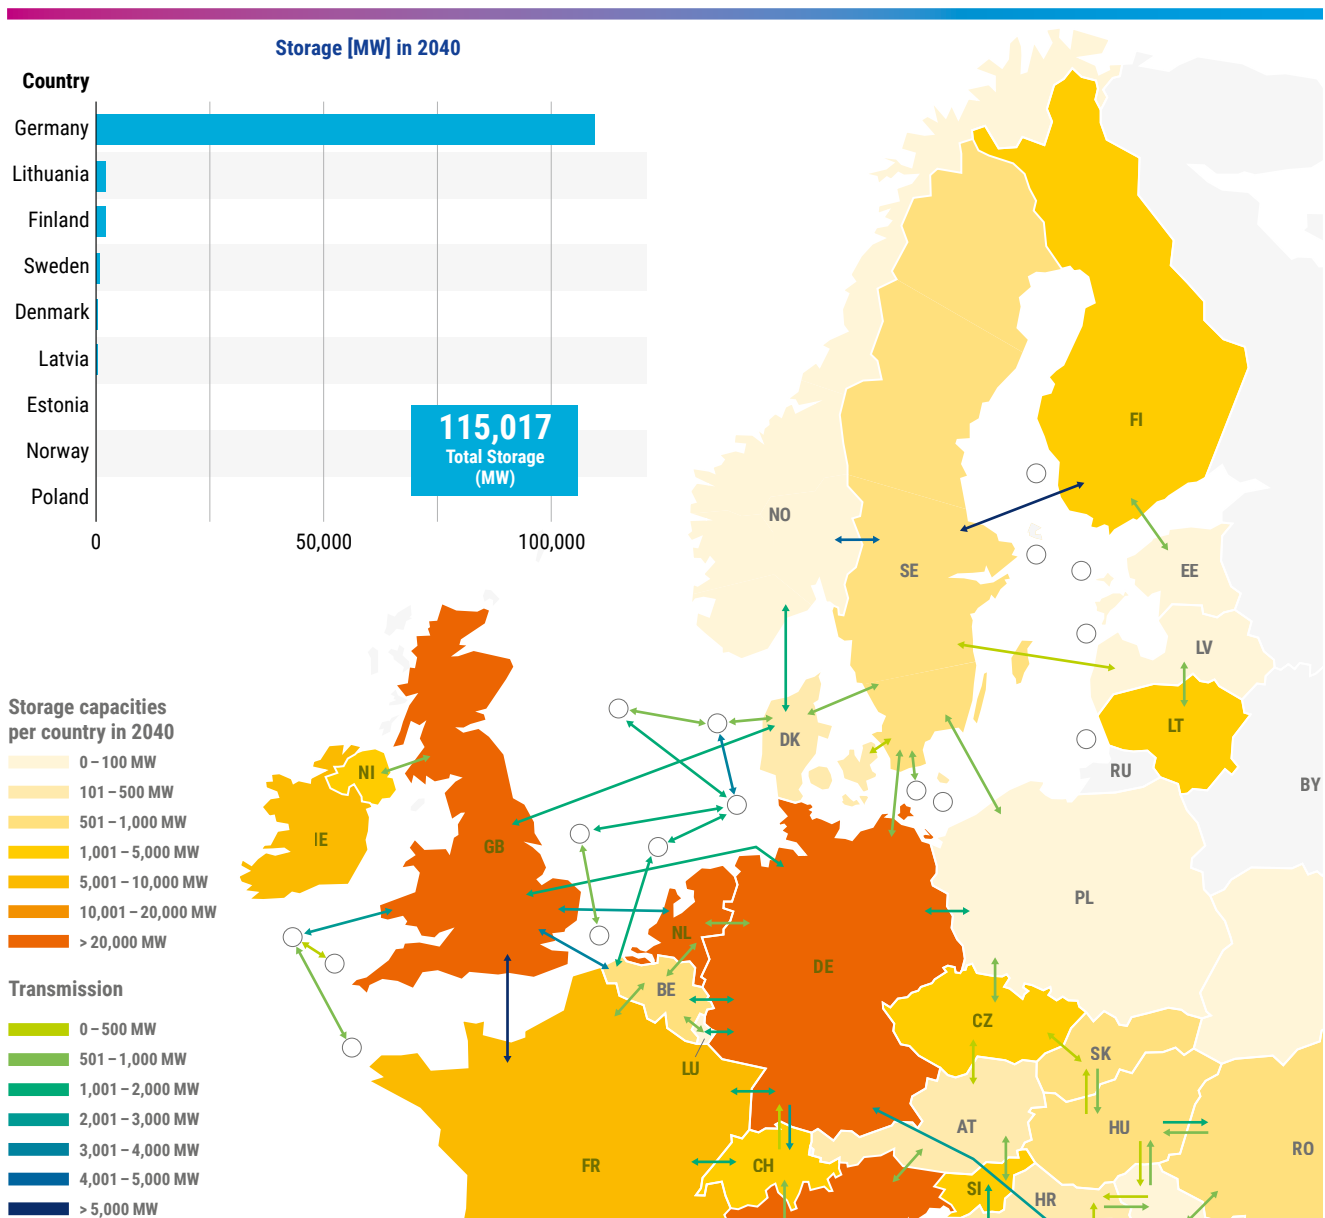 Storage [MW] in 2040
Country
Germany
Lithuania
Finland
Sweden
Denmark
Latvia
Estonia
Norway
Poland
0
50,000
100,000
115,017
Total Storage
(MW)
Storage capacities
per country in 2040
0–100 MW
101–500 MW
501–1,000 MW
1,001–5,000 MW
5,001–10,000 MW
10,001–20,000 MW
> 20,000 MW
Transmission
0–500 MW
501–1,000 MW
1,001–2,000 MW
2,001–3,000 MW
3,001–4,000 MW
4,001–5,000 MW
> 5,000 MW
FI
NO
SE
EE
LV
LT
DK
RU
BY
NI
IE
GB
PL
NL
DE
BE
CZ
SK
LU
AT
HU
FR
CH
RO
SI
HR